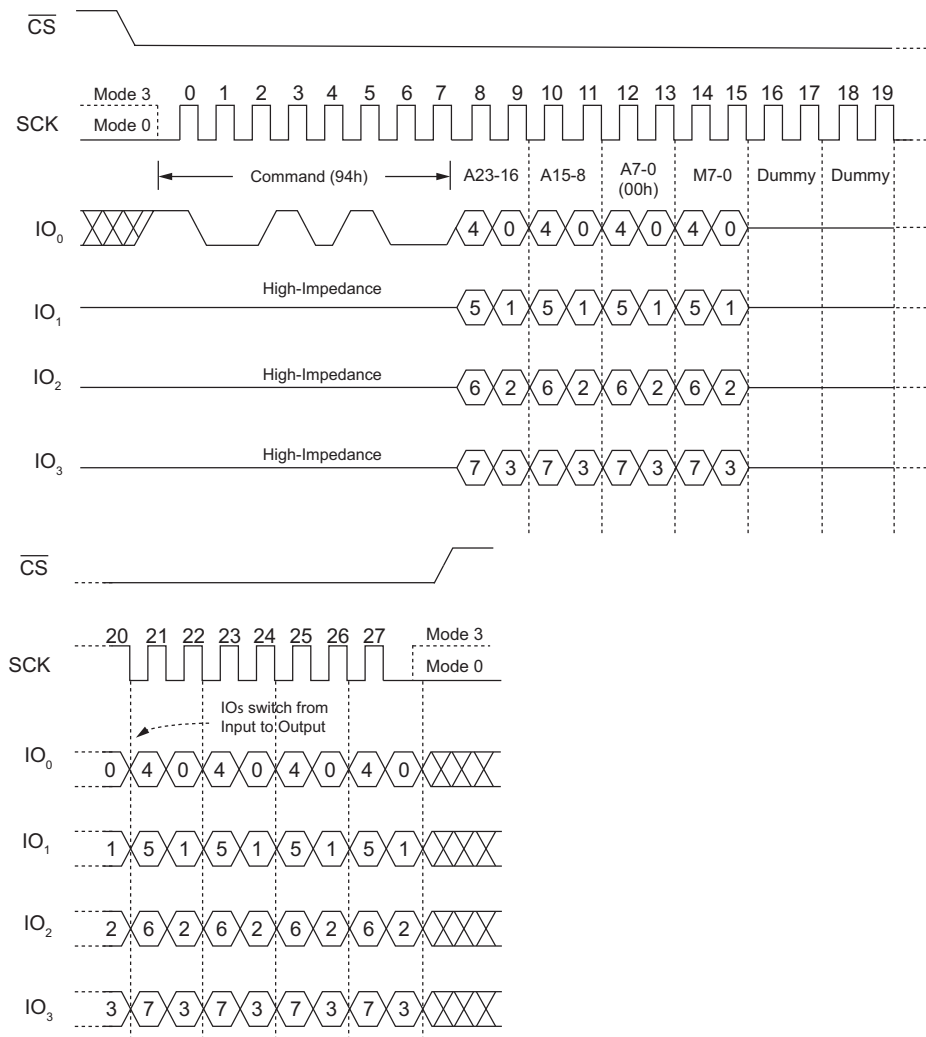 CS
Mode 3
0 1 2 3 4 5 6 7 8 9 10 11 12 13 14 15 16 17 18 19
SCK
Mode 0
Command (94h)
A23-16
A15-8
A7-0
(00h)
M7-0
Dummy
Dummy
IO0
4 0 4 0 4 0 4 0
High-Impedance
IO1
5 1 5 1 5 1 5 1
High-Impedance
IO2
6 2 6 2 6 2 6 2
High-Impedance
IO3
7 3 7 3 7 3 7 3
CS
20 21 22 23 24 25 26 27
Mode 3
SCK
Mode 0
IOs switch from
Input to Output
IO0
0 4 0 4 0 4 0 4 0
IO1
1 5 1 5 1 5 1 5 1
IO2
2 6 2 6 2 6 2 6 2
IO3
3 7 3 7 3 7 3 7 3